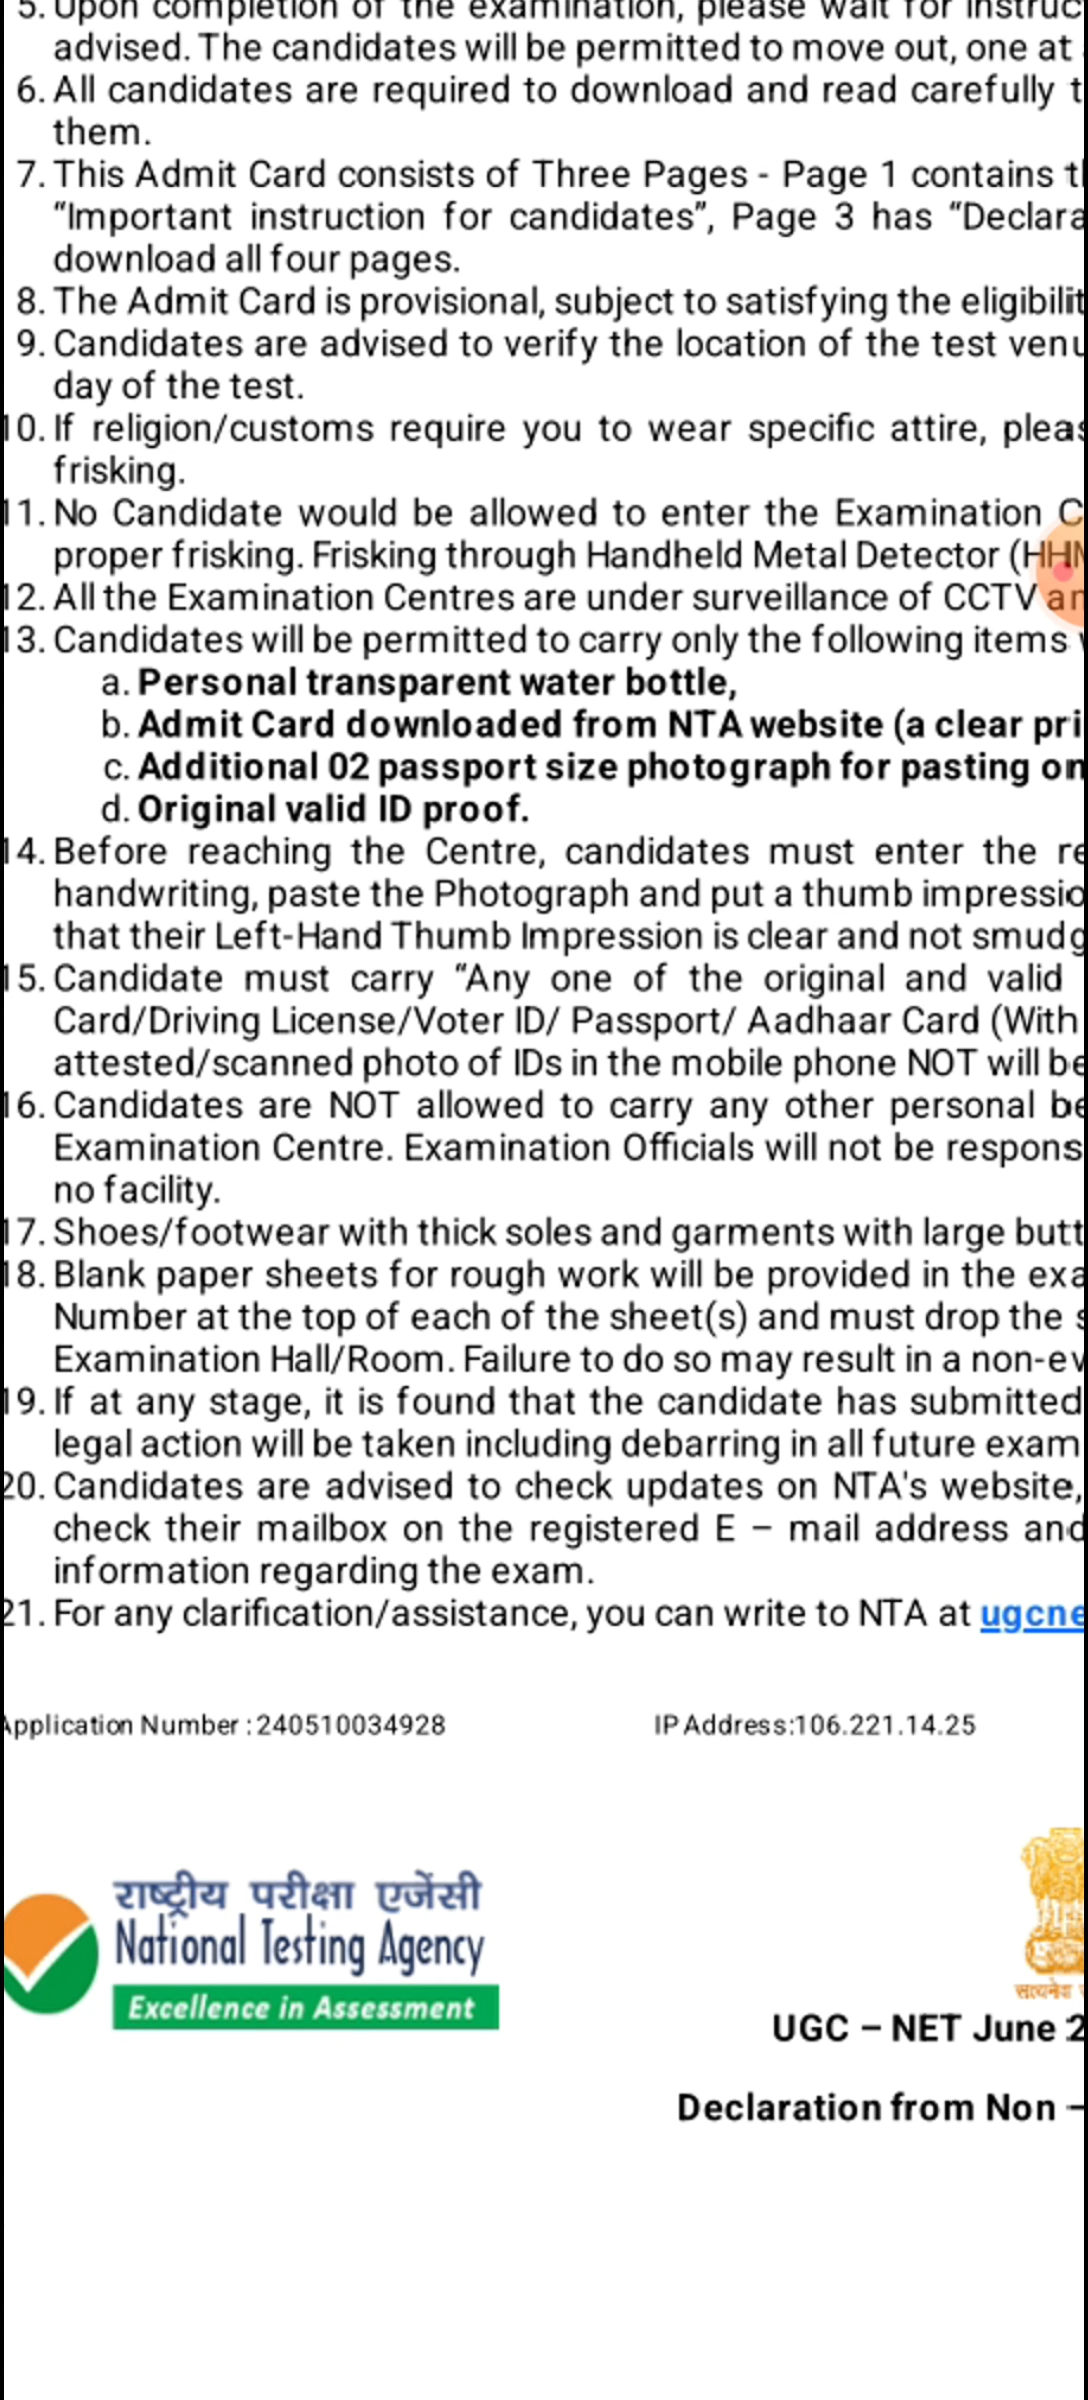 5. Upon completion of the examination, please wait for instruc
advised. The candidates will be permitted to move out, one at
6. All candidates are required to download and read carefully t
them.
7. This Admit Card consists of Three Pages - Page 1 contains t
“Important instruction for candidates”, Page 3 has “Declara
download all four pages.
8. The Admit Card is provisional, subject to satisfying the eligibilit
9. Candidates are advised to verify the location of the test venu
day of the test.
10. If religion/customs require you to wear specific attire, pleas
frisking.
11. No Candidate would be allowed to enter the Examination C
proper frisking. Frisking through Handheld Metal Detector (HHM
12. All the Examination Centres are under surveillance of CCTV an
13. Candidates will be permitted to carry only the following items
a. Personal transparent water bottle,
b. Admit Card downloaded from NTA website (a clear pri
c. Additional 02 passport size photograph for pasting on
d. Original valid ID proof.
14. Before reaching the Centre, candidates must enter the re
handwriting, paste the Photograph and put a thumb impressio
that their Left-Hand Thumb Impression is clear and not smudg
15. Candidate must carry “Any one of the original and valid
Card/Driving License/Voter ID/ Passport/ Aadhaar Card (With
attested/scanned photo of IDs in the mobile phone NOT will be
16. Candidates are NOT allowed to carry any other personal be
Examination Centre. Examination Officials will not be respons
no facility.
17. Shoes/footwear with thick soles and garments with large butt
18. Blank paper sheets for rough work will be provided in the exa
Number at the top of each of the sheet(s) and must drop the s
Examination Hall/Room. Failure to do so may result in a non-ev
19. If at any stage, it is found that the candidate has submitted
legal action will be taken including debarring in all future exam
20. Candidates are advised to check updates on NTA's website,
check their mailbox on the registered E – mail address and
information regarding the exam.
21. For any clarification/assistance, you can write to NTA at ugcne
Application Number : 240510034928 IP Address:106.221.14.25
राष्ट्रीय परीक्षा एजेंसी
National Testing Agency
Excellence in Assessment
सत्यमेव
UGC – NET June 2
Declaration from Non –